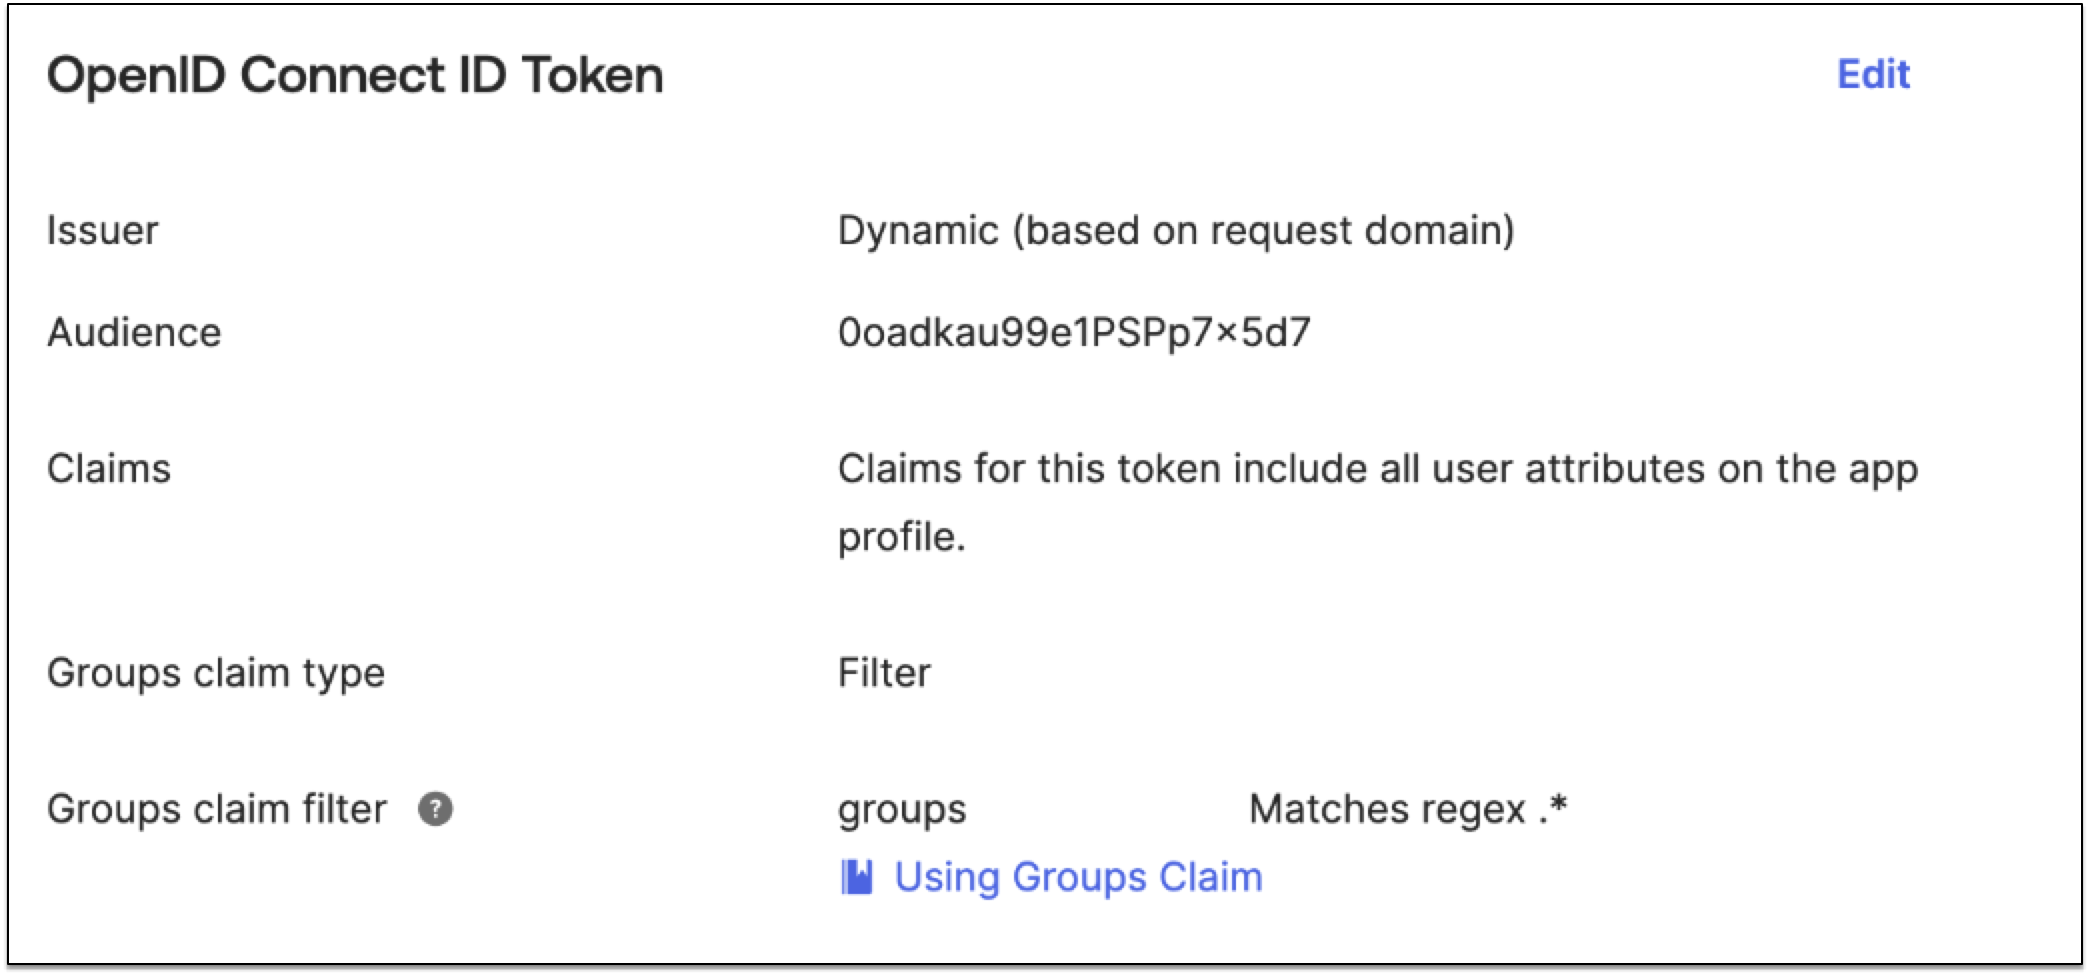 OpenID Connect ID Token Edit
Issuer Dynamic (based on request domain)
Audience 0oadkau99e1PSPp7×5d7
Claims Claims for this token include all user attributes on the app
profile.
Groups claim type Filter
Groups claim filter ? groups Matches regex .*
Using Groups Claim